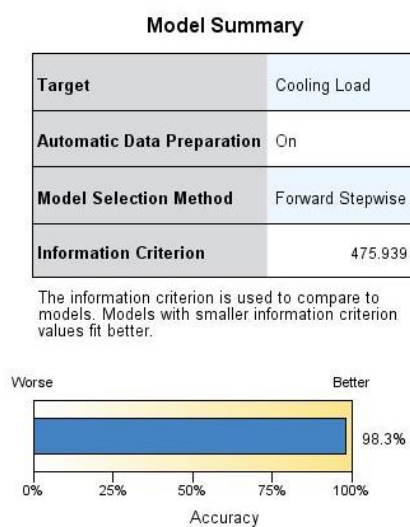 Model Summary
Target Cooling Load
Automatic Data Preparation On
Model Selection Method Forward Stepwise
Information Criterion 475.939
The information criterion is used to compare to
models. Models with smaller information criterion
values fit better.
Worse Better
98.3%
0% 25% 50% 75% 100%
Accuracy